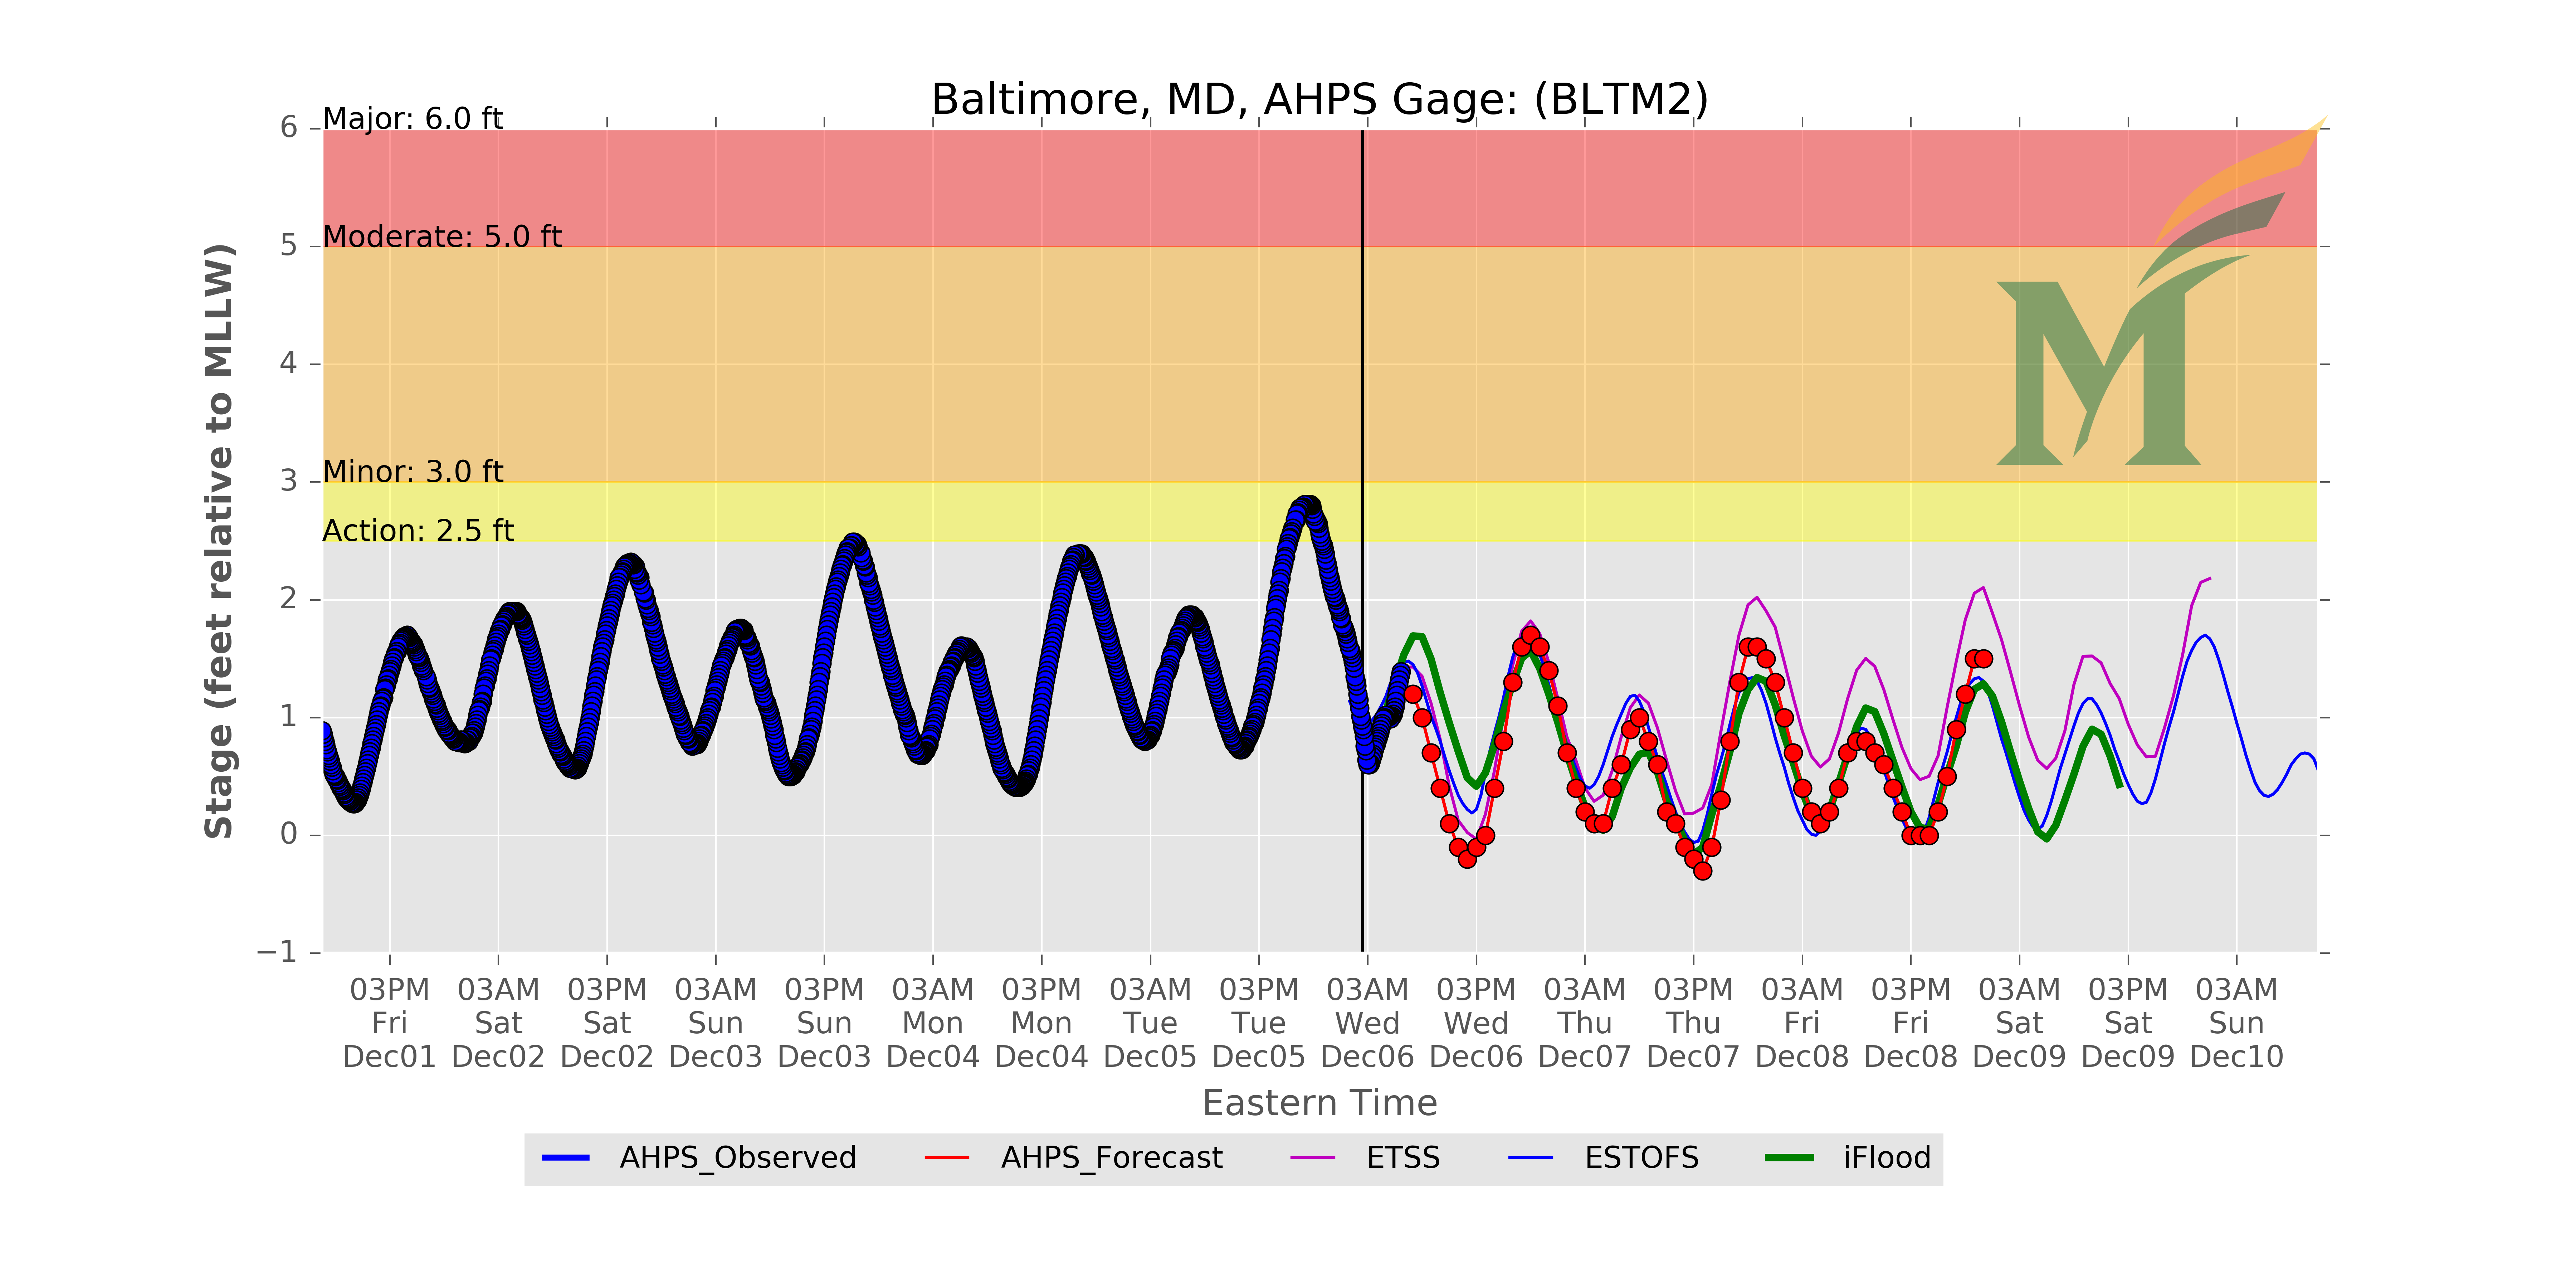 Baltimore, MD, AHPS Gage: (BLTM2)
Major: 6.0 ft
Moderate: 5.0 ft
Minor: 3.0 ft
Action: 2.5 ft
6
5
4
3
2
1
0
−1
Stage (feet relative to MLLW)
03PM 03AM 03PM 03AM 03PM 03AM 03PM 03AM 03PM 03AM 03PM 03AM 03PM 03AM 03PM 03AM 03PM 03AM
Fri Sat Sat Sun Sun Mon Mon Tue Tue Wed Wed Thu Thu Fri Fri Sat Sat Sun
Dec01 Dec02 Dec02 Dec03 Dec03 Dec04 Dec04 Dec05 Dec05 Dec06 Dec06 Dec07 Dec07 Dec08 Dec08 Dec09 Dec09 Dec10
Eastern Time
AHPS_Observed AHPS_Forecast ETSS ESTOFS iFlood
M